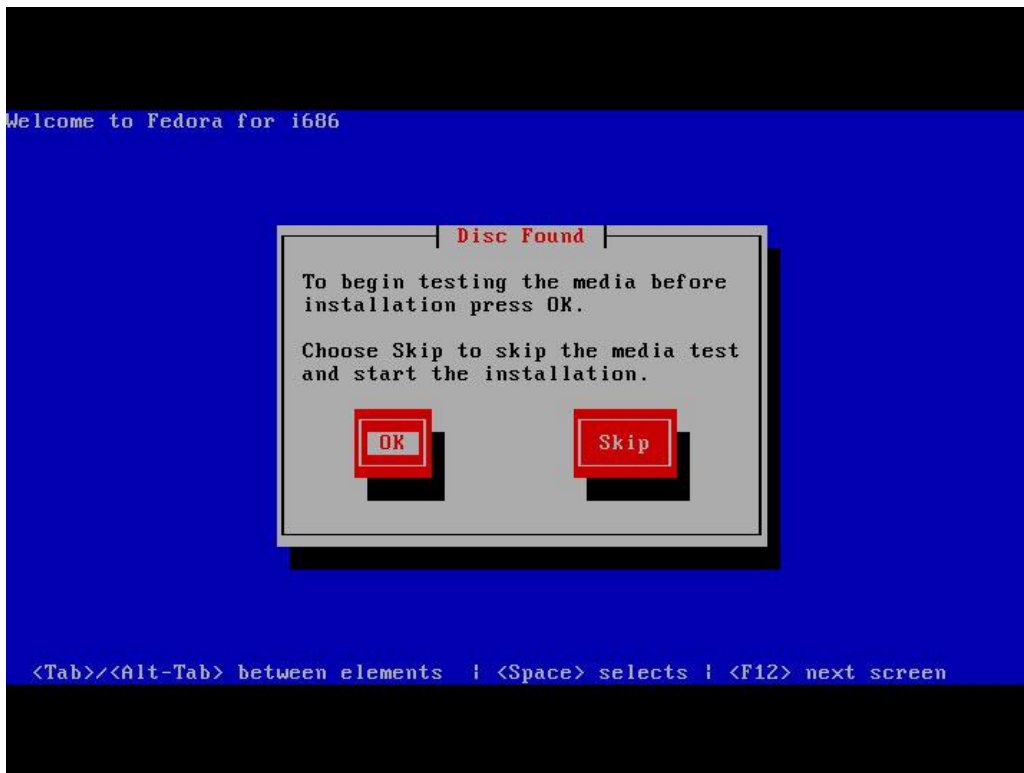 Welcome to Fedora for i686
Disc Found
To begin testing the media before
installation press OK.
Choose Skip to skip the media test
and start the installation.
OK Skip
<Tab>/<Alt-Tab> between elements | <Space> selects | <F12> next screen